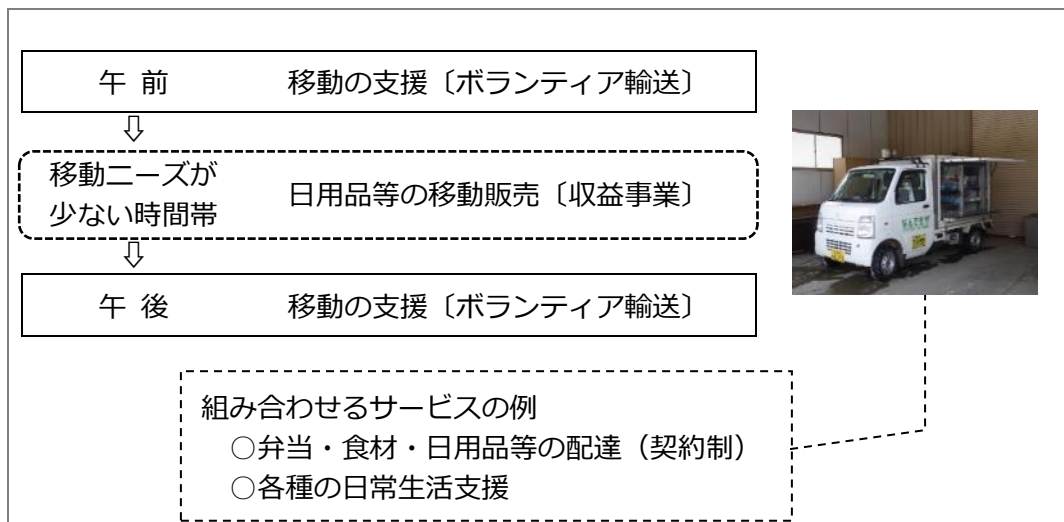 午 前 移動の支援〔ボランティア輸送〕
移動ニーズが
少ない時間帯
日用品等の移動販売〔収益事業〕
午 後 移動の支援〔ボランティア輸送〕
組み合わせるサービスの例
○弁当・食材・日用品等の配達（契約制）
○各種の日常生活支援